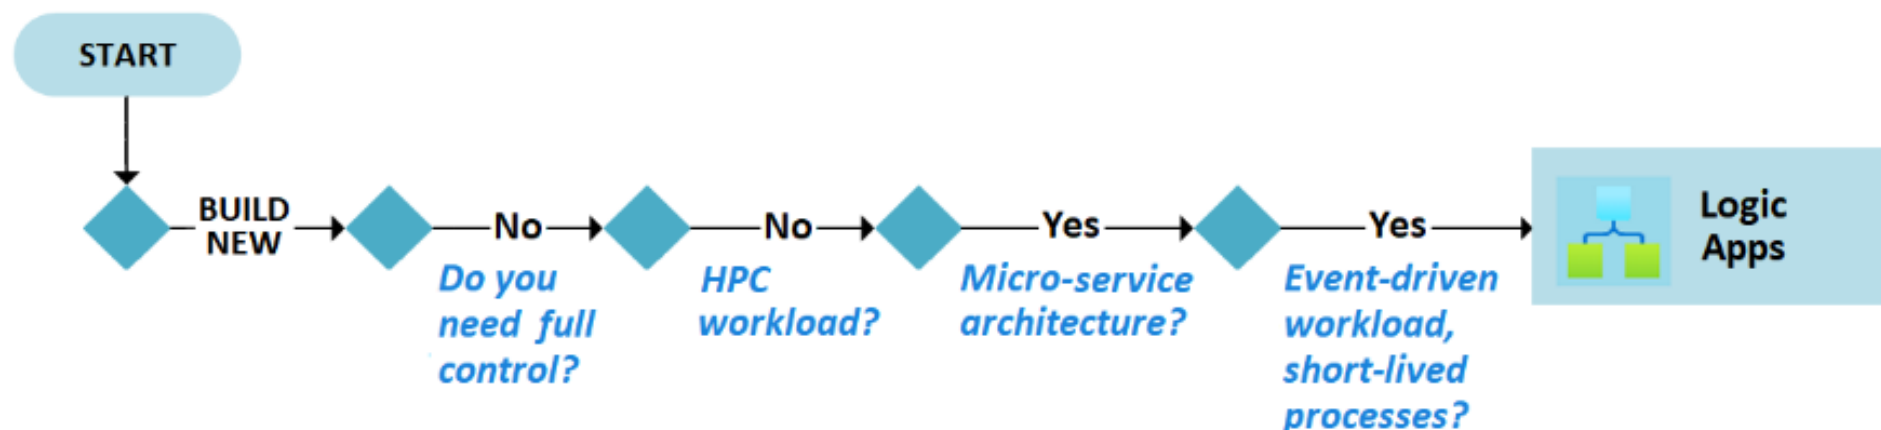 START
BUILD
NEW
No
Do you
need full
control?
No
HPC
workload?
Yes
Micro-service
architecture?
Yes
Event-driven
workload,
short-lived
processes?
Logic
Apps